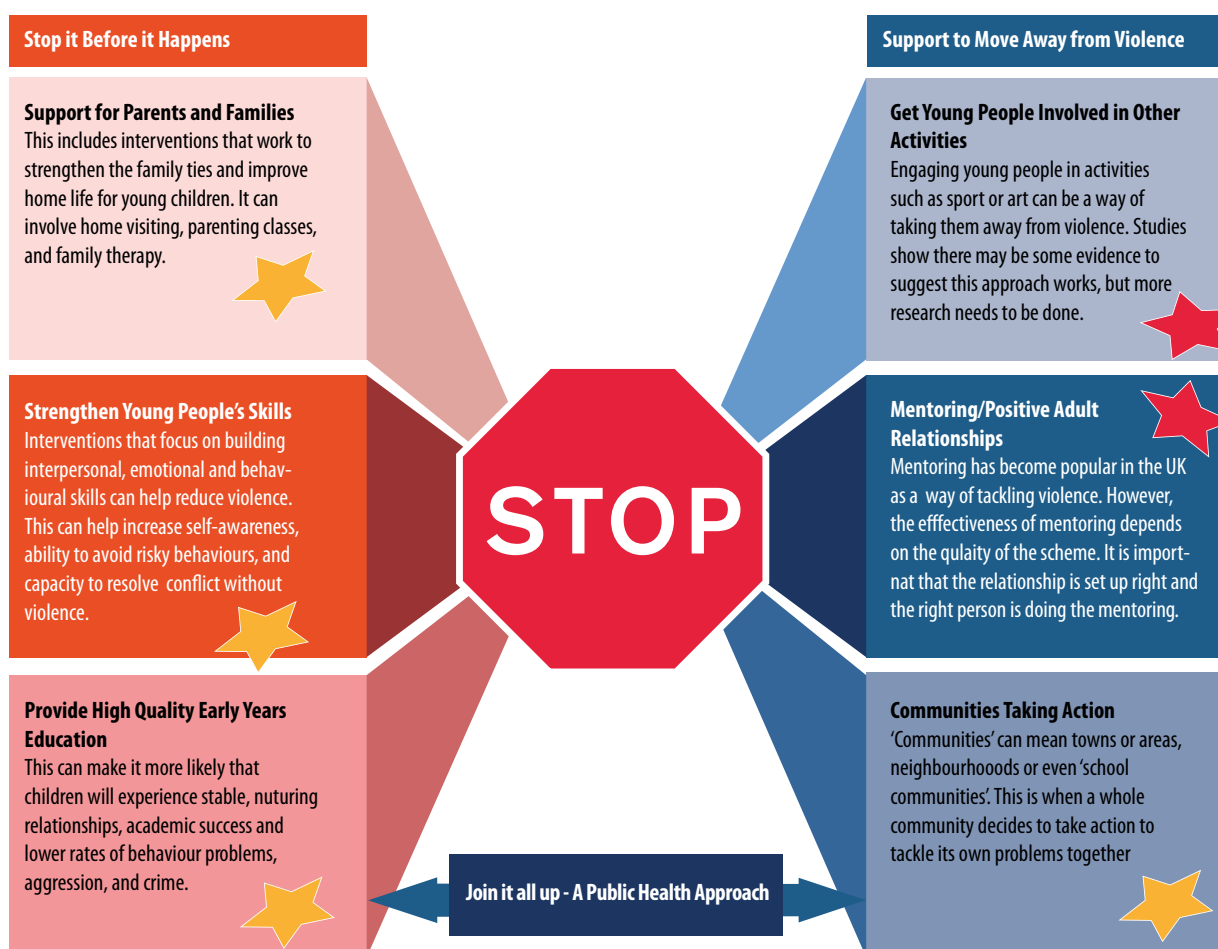 Stop it Before it Happens
Support for Parents and Families
This includes interventions that work to
strengthen the family ties and improve
home life for young children. It can
involve home visiting, parenting classes,
and family therapy.
Strengthen Young People's Skills
Interventions that focus on building
interpersonal, emotional and behav-
ioural skills can help reduce violence.
This can help increase self-awareness,
ability to avoid risky behaviours, and
capacity to resolve conflict without
violence.
Provide High Quality Early Years
Education
This can make it more likely that
children will experience stable, nuturing
relationships, academic success and
lower rates of behaviour problems,
aggression, and crime.
STOP
Join it all up - A Public Health Approach
Support to Move Away from Violence
Get Young People Involved in Other
Activities
Engaging young people in activities
such as sport or art can be a way of
taking them away from violence. Studies
show there may be some evidence to
suggest this approach works, but more
research needs to be done.
Mentoring/Positive Adult
Relationships
Mentoring has become popular in the UK
as a way of tackling violence. However,
the efffectiveness of mentoring depends
on the qulaity of the scheme. It is import-
nat that the relationship is set up right and
the right person is doing the mentoring.
Communities Taking Action
‘Communities’ can mean towns or areas,
neighbourhooods or even ‘school
communities’. This is when a whole
community decides to take action to
tackle its own problems together